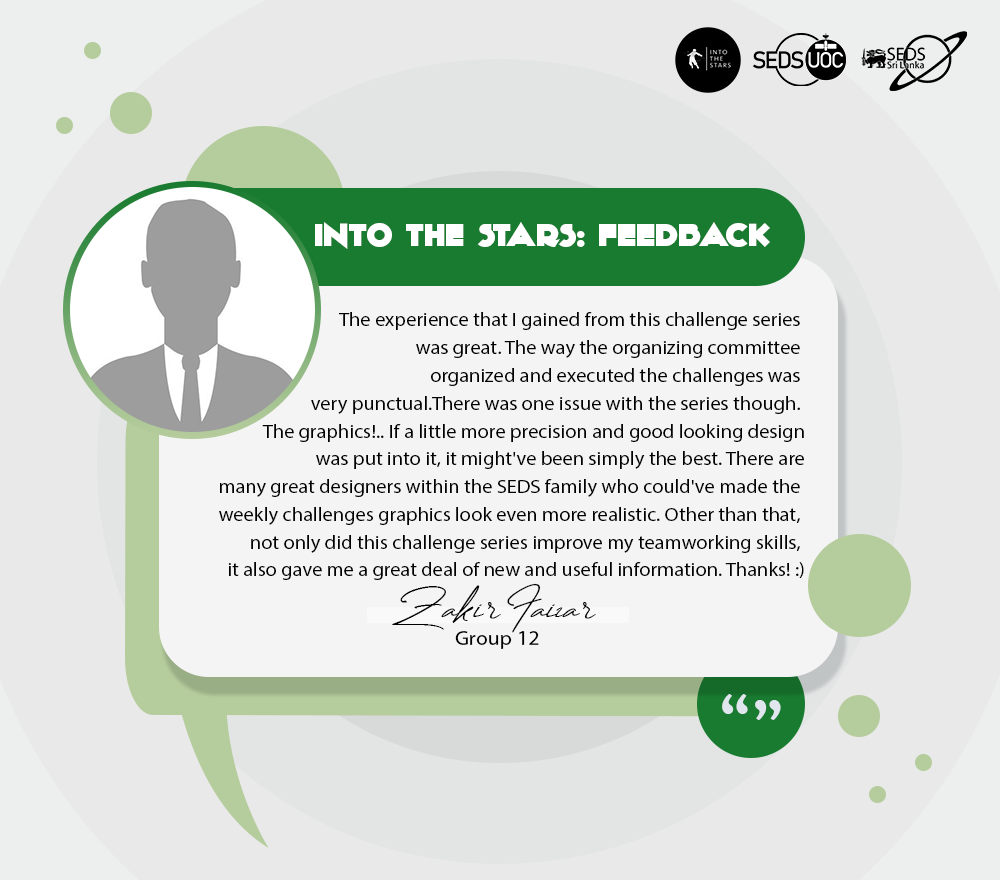 INTO
THE
STARS
SEDS UOC
SEDS
Sri Lanka
INTO THE STARS: FEEDBACK
The experience that I gained from this challenge series
was great. The way the organizing committee
organized and executed the challenges was
very punctual.There was one issue with the series though.
The graphics!.. If a little more precision and good looking design
was put into it, it might've been simply the best. There are
many great designers within the SEDS family who could've made the
weekly challenges graphics look even more realistic. Other than that,
not only did this challenge series improve my teamworking skills,
it also gave me a great deal of new and useful information. Thanks! :)
Zakir Faizar
Group 12
“”